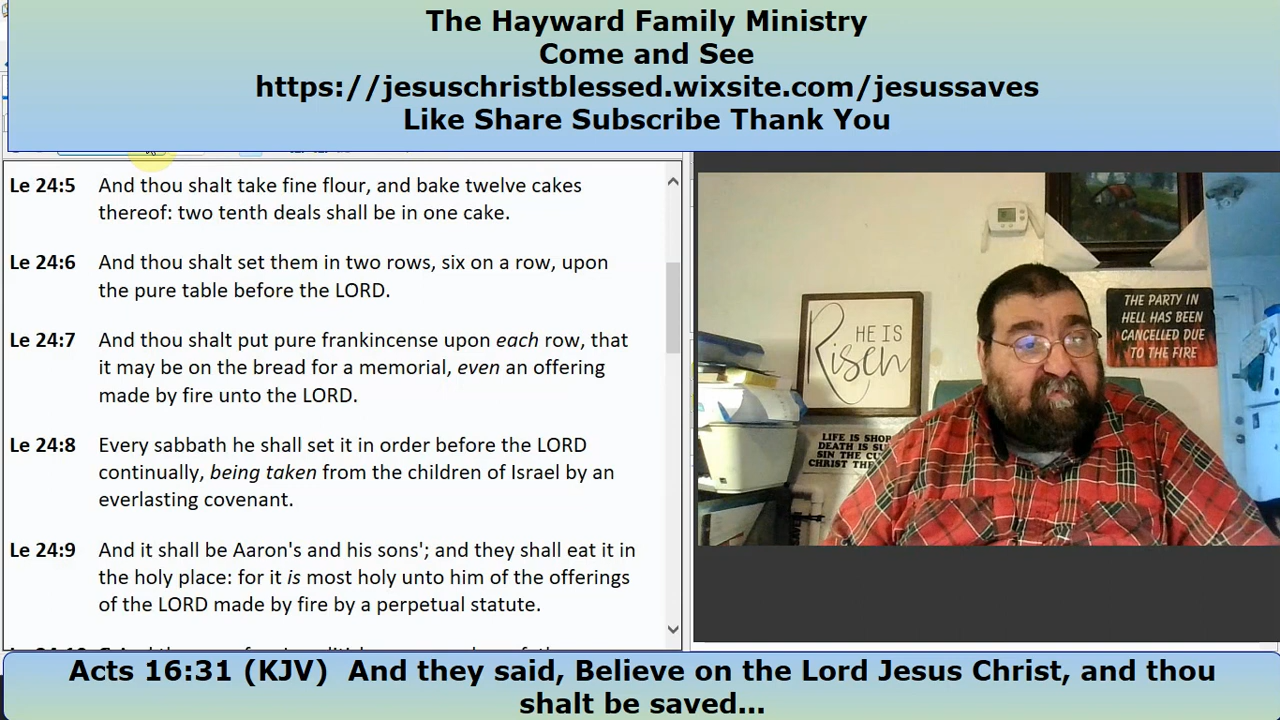 The Hayward Family Ministry
Come and See
https://jesuschristblessed.wixsite.com/jesussaves
Like Share Subscribe Thank You
Le 24:5 And thou shalt take fine flour, and bake twelve cakes
thereof: two tenth deals shall be in one cake.
Le 24:6 And thou shalt set them in two rows, six on a row, upon
the pure table before the LORD.
Le 24:7 And thou shalt put pure frankincense upon each row, that
it may be on the bread for a memorial, even an offering
made by fire unto the LORD.
Le 24:8 Every sabbath he shall set it in order before the LORD
continually, being taken from the children of Israel by an
everlasting covenant.
Le 24:9 And it shall be Aaron's and his sons'; and they shall eat it in
the holy place: for it is most holy unto him of the offerings
of the LORD made by fire by a perpetual statute.
HE IS
Risen
THE PARTY IN
HELL HAS BEEN
CANCELLED DUE
TO THE FIRE
LIFE IS
DEATH IS
SIN THE
CHRIST
Acts 16:31 (KJV) And they said, Believe on the Lord Jesus Christ, and thou
shalt be saved...